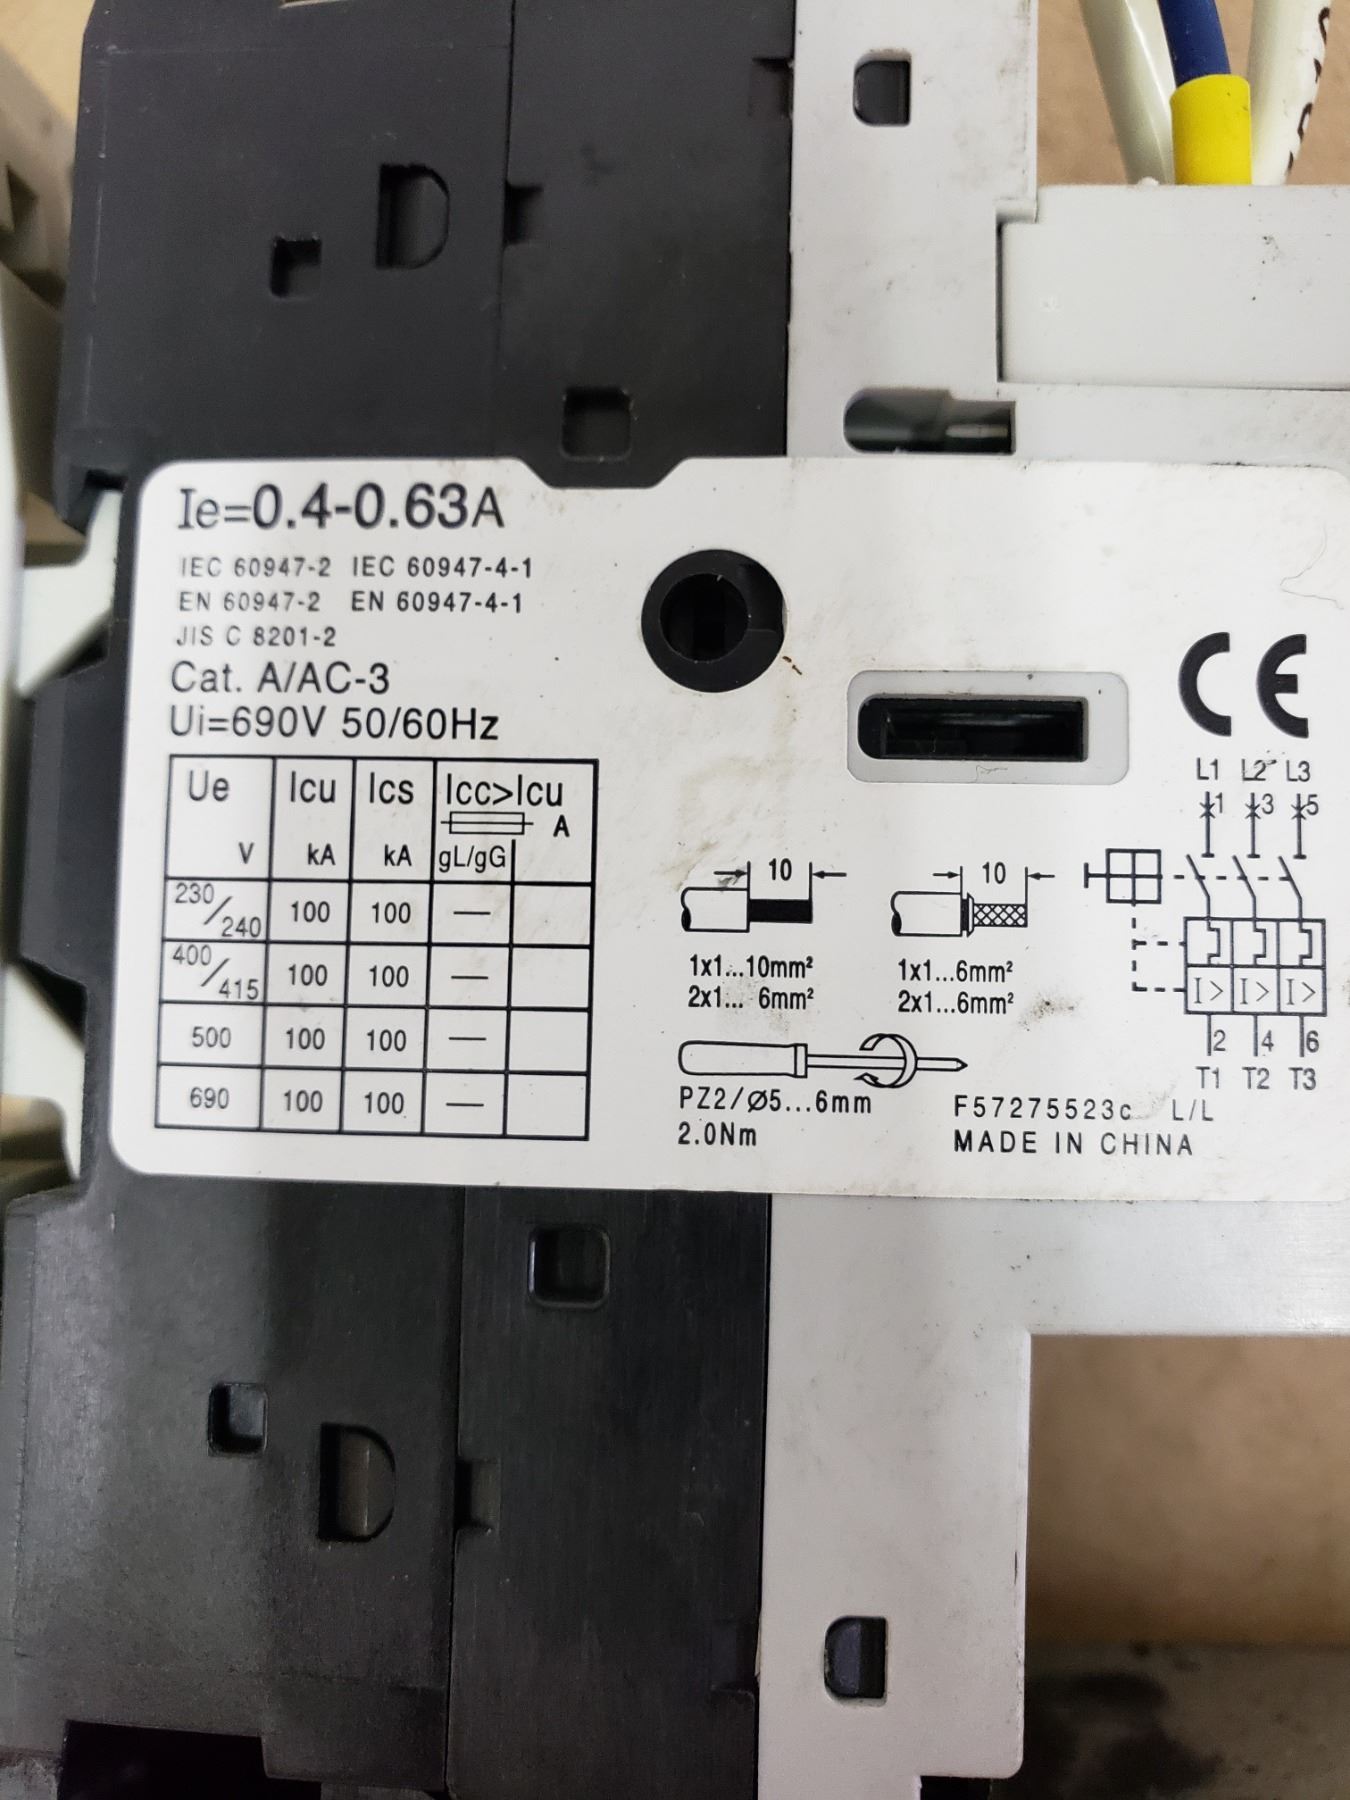 Ie=0.4-0.63A
IEC 60947-2 IEC 60947-4-1
EN 60947-2 EN 60947-4-1
JIS C 8201-2
Cat. A/AC-3
Ui=690V 50/60Hz
Ue Icu Ics Icc>Icu
A
V kA kA gL/gG
230/240 100 100 —
400/415 100 100 —
500 100 100 —
690 100 100 —
10
1x1...10mm²
2x1... 6mm²
10
1x1...6mm²
2x1...6mm²
PZ2/Ø5...6mm
2.0Nm
CE
L1 L2 L3
1 3 5
I> I> I>
2 4 6
T1 T2 T3
F57275523c L/L
MADE IN CHINA